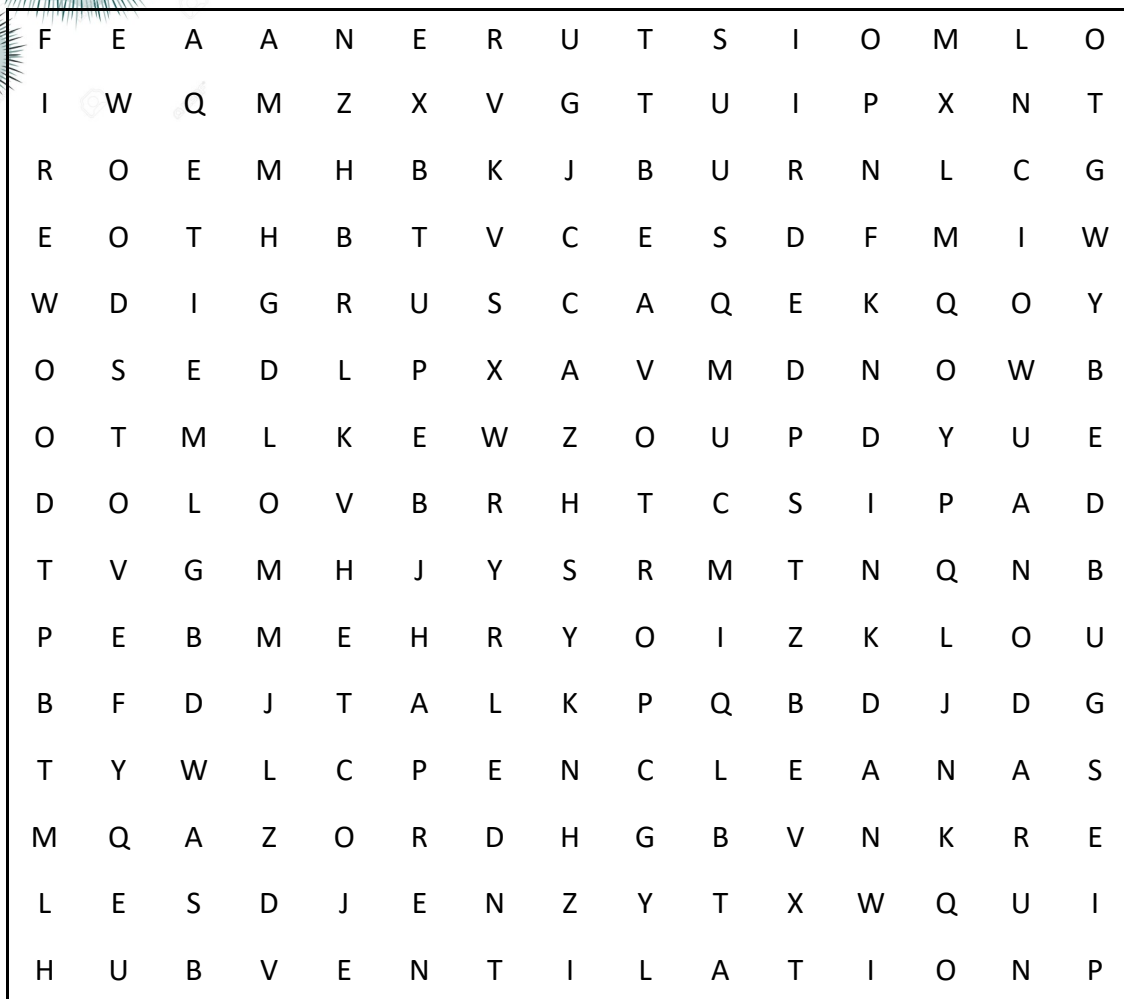 F E A A N E R U T S I O M L O
I W Q M Z X V G T U I P X N T
R O E M H B K J B U R N L C G
E O T H B T V C E S D F M I W
W D I G R U S C A Q E K Q O Y
O S E D L P X A V M D N O W B
O T M L K E W Z O U P D Y U E
D O L O V B R H T C S I P A D
T V G M H J Y S R M T N Q N B
P E B M E H R Y O I Z K L O U
B F D J T A L K P Q B D J D G
T Y W L C P E N C L E A N A S
M Q A Z O R D H G B V N K R E
L E S D J E N Z Y T X W Q U I
H U B V E N T I L A T I O N P